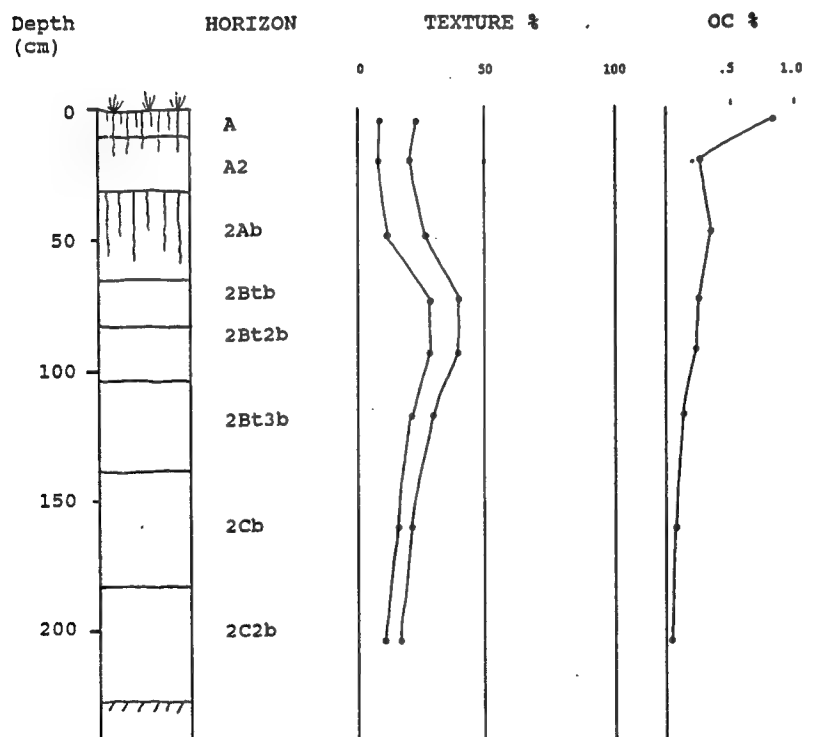 Depth HORIZON TEXTURE % OC %
(cm)
0 50 100 .5 1.0
0
A
A2
2Ab
50
2Btb
2Bt2b
100
2Bt3b
150
2Cb
200
2C2b